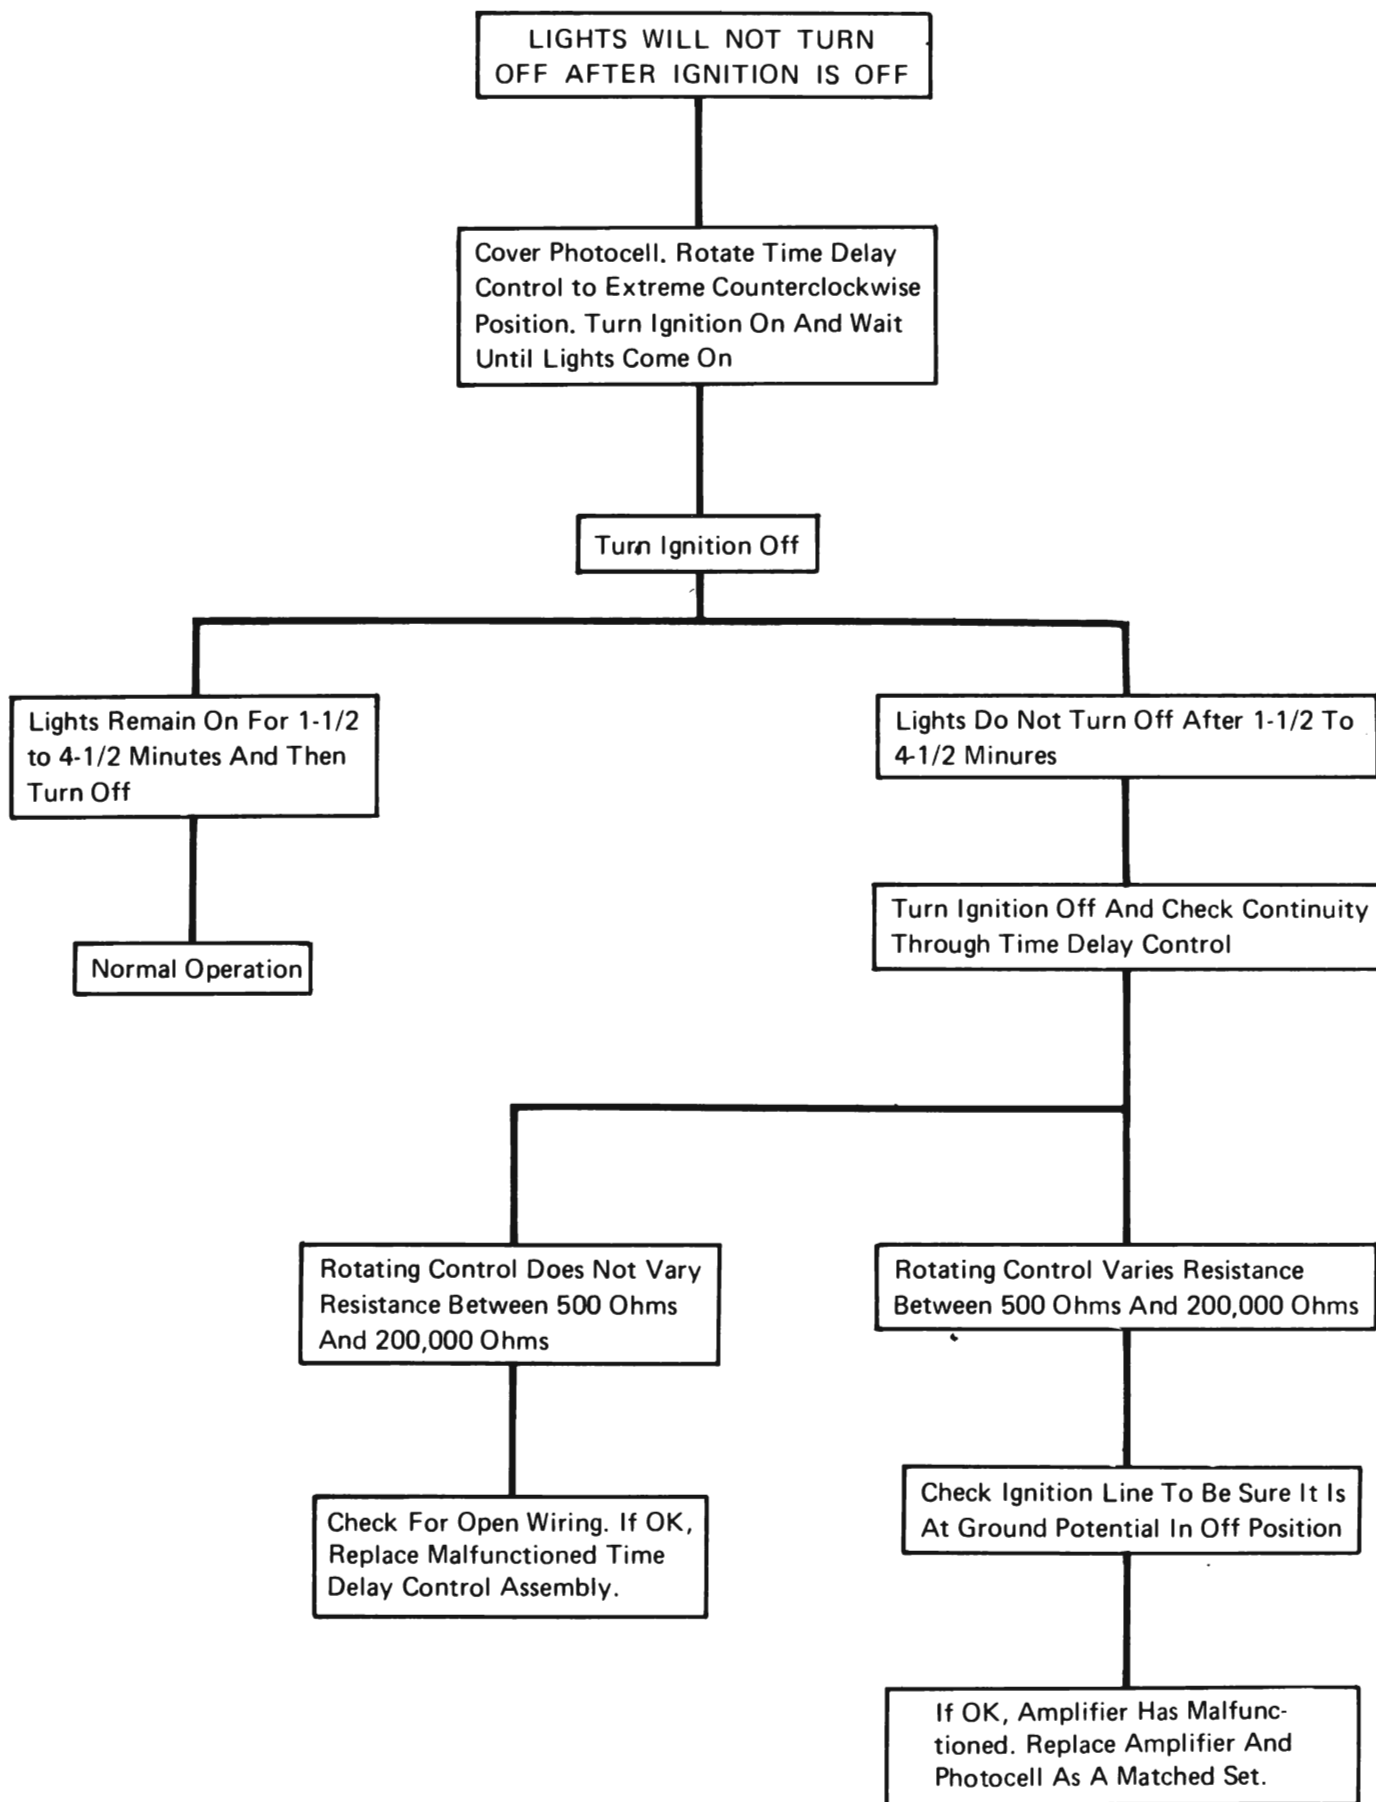 LIGHTS WILL NOT TURN
OFF AFTER IGNITION IS OFF
Cover Photocell. Rotate Time Delay
Control to Extreme Counterclockwise
Position. Turn Ignition On And Wait
Until Lights Come On
Turn Ignition Off
Lights Remain On For 1-1/2
to 4-1/2 Minutes And Then
Turn Off
Lights Do Not Turn Off After 1-1/2 To
4-1/2 Minures
Turn Ignition Off And Check Continuity
Through Time Delay Control
Normal Operation
Rotating Control Does Not Vary
Resistance Between 500 Ohms
And 200,000 Ohms
Rotating Control Varies Resistance
Between 500 Ohms And 200,000 Ohms
Check For Open Wiring. If OK,
Replace Malfunctioned Time
Delay Control Assembly.
Check Ignition Line To Be Sure It Is
At Ground Potential In Off Position
If OK, Amplifier Has Malfunc-
tioned. Replace Amplifier And
Photocell As A Matched Set.